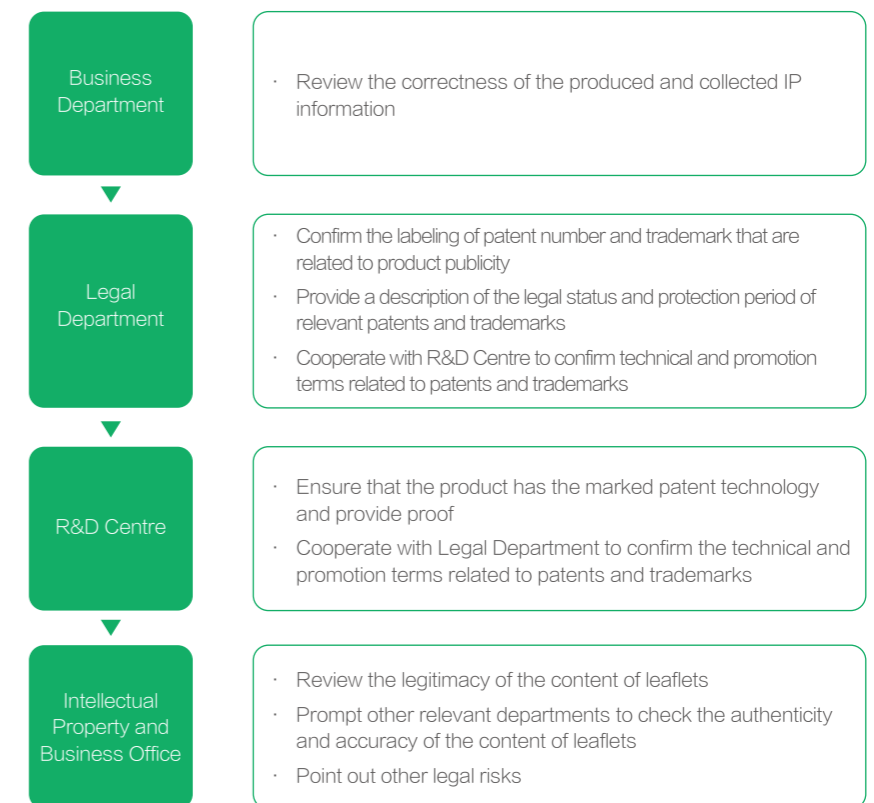 Business
Department
· Review the correctness of the produced and collected IP
information
Legal
Department
· Confirm the labeling of patent number and trademark that are
related to product publicity
· Provide a description of the legal status and protection period of
relevant patents and trademarks
· Cooperate with R&D Centre to confirm technical and promotion
terms related to patents and trademarks
R&D Centre
· Ensure that the product has the marked patent technology
and provide proof
· Cooperate with Legal Department to confirm the technical and
promotion terms related to patents and trademarks
Intellectual
Property and
Business Office
· Review the legitimacy of the content of leaflets
· Prompt other relevant departments to check the authenticity
and accuracy of the content of leaflets
· Point out other legal risks